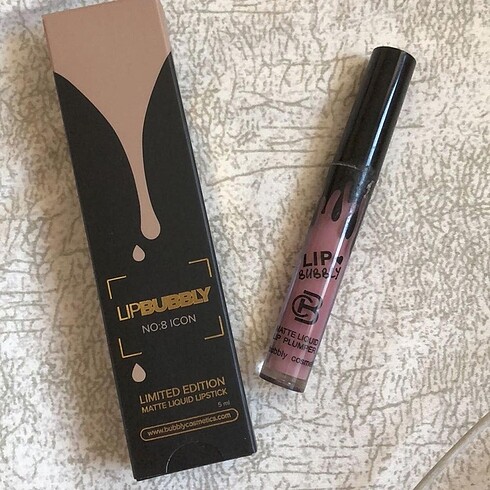 LIPBUBBLY
NO:8 ICON
LIMITED EDITION
MATTE LIQUID LIPSTICK
5 ml
www.bubblycosmetics.com
LIP
BUBBLY
MATTE LIQUID
LIP PLUMPER